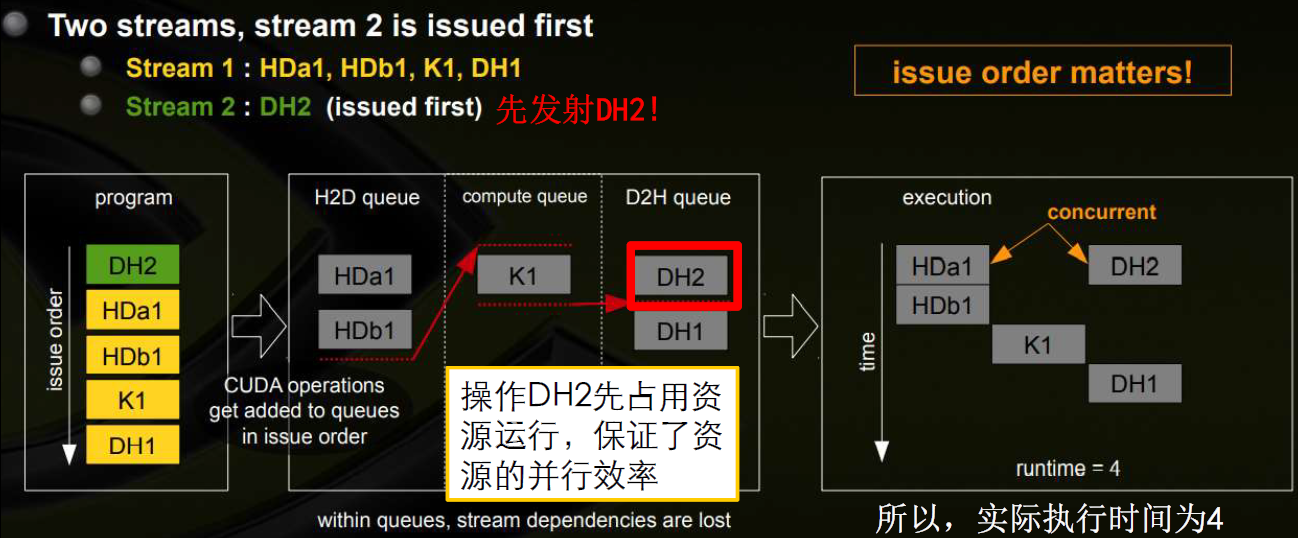 Two streams, stream 2 is issued first
Stream 1 : HDa1, HDb1, K1, DH1
Stream 2 : DH2 (issued first) 先发射DH2!
issue order matters!
program
issue order
DH2
HDa1
HDb1
K1
DH1
H2D queue
compute queue
D2H queue
HDa1
K1
DH2
HDb1
DH1
CUDA operations
get added to queues
in issue order
操作DH2先占用资
源运行，保证了资
源的并行效率
within queues, stream dependencies are lost
execution
concurrent
time
HDa1
DH2
HDb1
K1
DH1
runtime = 4
所以，实际执行时间为4